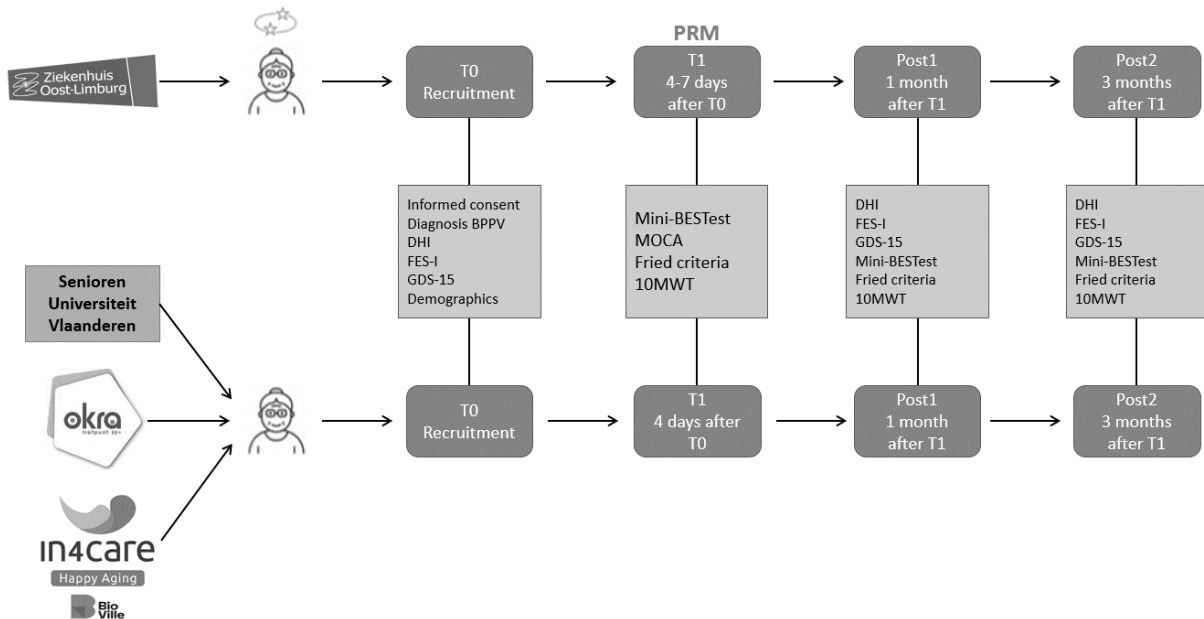 PRM
Ziekenhuis
Oost-Limburg
T0
Recruitment
T1
4-7 days
after T0
Post1
1 month
after T1
Post2
3 months
after T1
Informed consent
Diagnosis BPPV
DHI
FES-I
GDS-15
Demographics
Mini-BESTest
MOCA
Fried criteria
10MWT
DHI
FES-I
GDS-15
Mini-BESTest
Fried criteria
10MWT
DHI
FES-I
GDS-15
Mini-BESTest
Fried criteria
10MWT
Senioren
Universiteit
Vlaanderen
okra
trefpunt 55+
T0
Recruitment
T1
4 days after
T0
Post1
1 month
after T1
Post2
3 months
after T1
in4care
Happy Aging
Bio
Ville